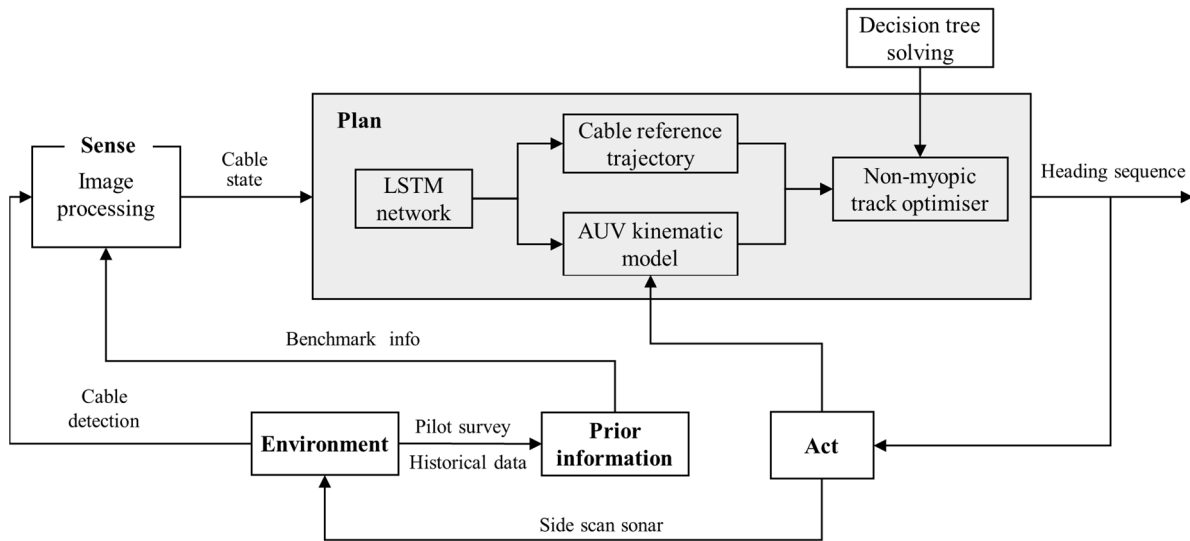 Decision tree
solving
Plan
Sense
Image
processing
Cable
state
LSTM
network
Cable reference
trajectory
AUV kinematic
model
Non-myopic
track optimiser
Heading sequence
Benchmark info
Cable
detection
Environment
Pilot survey
Historical data
Prior
information
Act
Side scan sonar